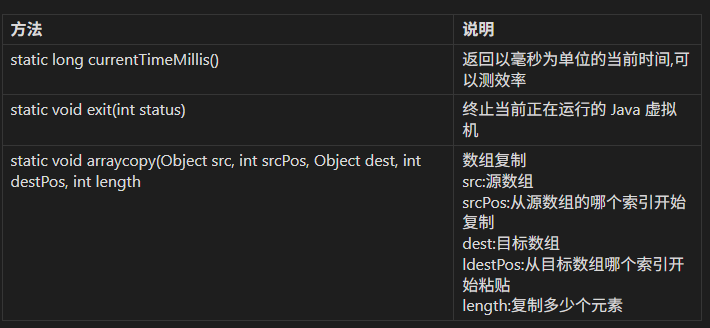 方法
说明
static long currentTimeMillis()
返回以毫秒为单位的当前时间,可
以测效率
static void exit(int status)
终止当前正在运行的 Java 虚拟
机
static void arraycopy(Object src, int srcPos, Object dest, int
destPos, int length
数组复制
src:源数组
srcPos:从源数组的哪个索引开始
复制
dest:目标数组
ldestPos:从目标数组哪个索引开
始粘贴
length:复制多少个元素